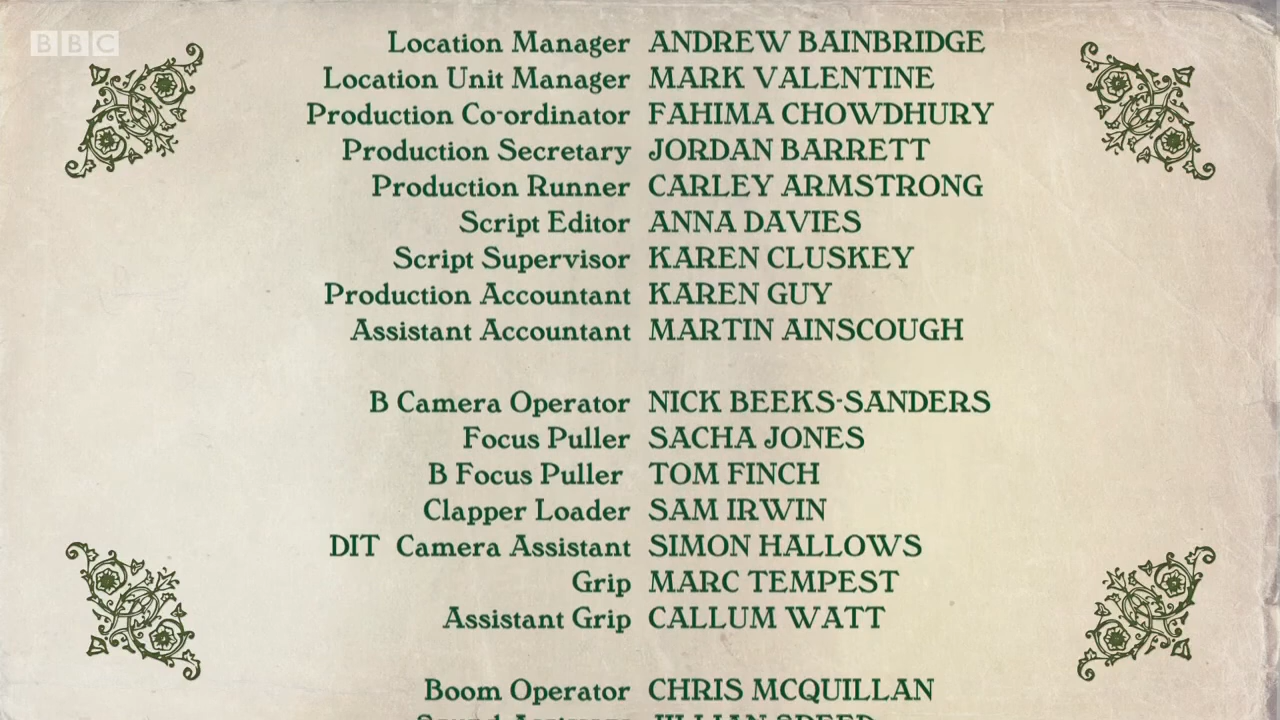 BBC
Location Manager ANDREW BAINBRIDGE
Location Unit Manager MARK VALENTINE
Production Co-ordinator FAHIMA CHOWDHURY
Production Secretary JORDAN BARRETT
Production Runner CARLEY ARMSTRONG
Script Editor ANNA DAVIES
Script Supervisor KAREN CLUSKEY
Production Accountant KAREN GUY
Assistant Accountant MARTIN AINSCOUGH
B Camera Operator NICK BEEKS-SANDERS
Focus Puller SACHA JONES
B Focus Puller TOM FINCH
Clapper Loader SAM IRWIN
DIT Camera Assistant SIMON HALLOWS
Grip MARC TEMPEST
Assistant Grip CALLUM WATT
Boom Operator CHRIS MCQUILLAN